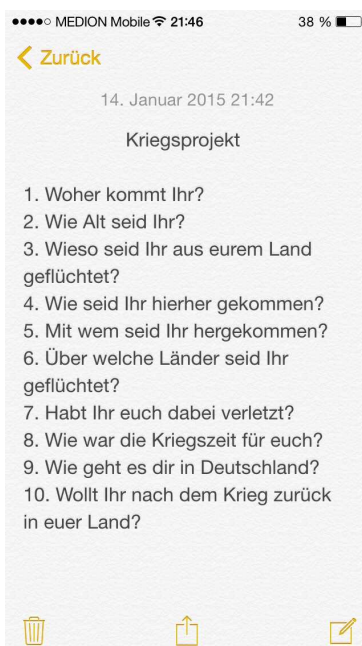 MEDION Mobile 21:46 38 %
Zurück
14. Januar 2015 21:42
Kriegsprojekt
1. Woher kommt Ihr?
2. Wie Alt seid Ihr?
3. Wieso seid Ihr aus eurem Land
geflüchtet?
4. Wie seid Ihr hierher gekommen?
5. Mit wem seid Ihr hergekommen?
6. Über welche Länder seid Ihr
geflüchtet?
7. Habt Ihr euch dabei verletzt?
8. Wie war die Kriegszeit für euch?
9. Wie geht es dir in Deutschland?
10. Wollt Ihr nach dem Krieg zurück
in euer Land?